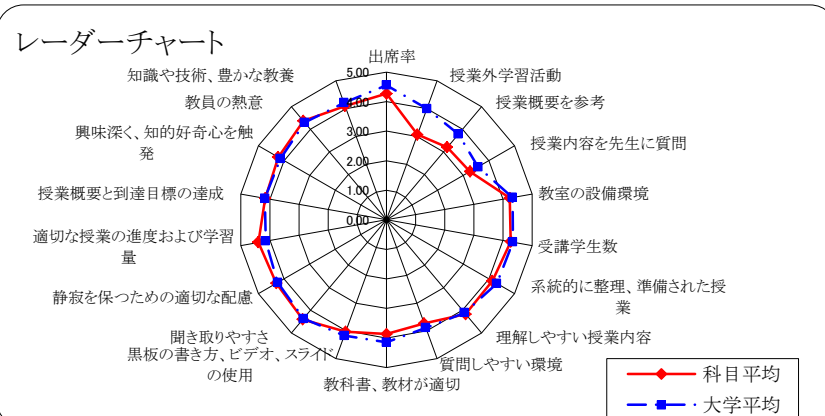 レーダーチャート
出席率
授業外学習活動
授業概要を参考
授業内容を先生に質問
教室の設備環境
受講学生数
系統的に整理、準備された授
業
理解しやすい授業内容
質問しやすい環境
教科書、教材が適切
黒板の書き方、ビデオ、スライド
の使用
聞き取りやすさ
静寂を保つための適切な配慮
適切な授業の進度および学習
量
授業概要と到達目標の達成
興味深く、知的好奇心を触
発
教員の熱意
知識や技術、豊かな教養
5.00
4.00
3.00
2.00
1.00
0.00
科目平均
大学平均